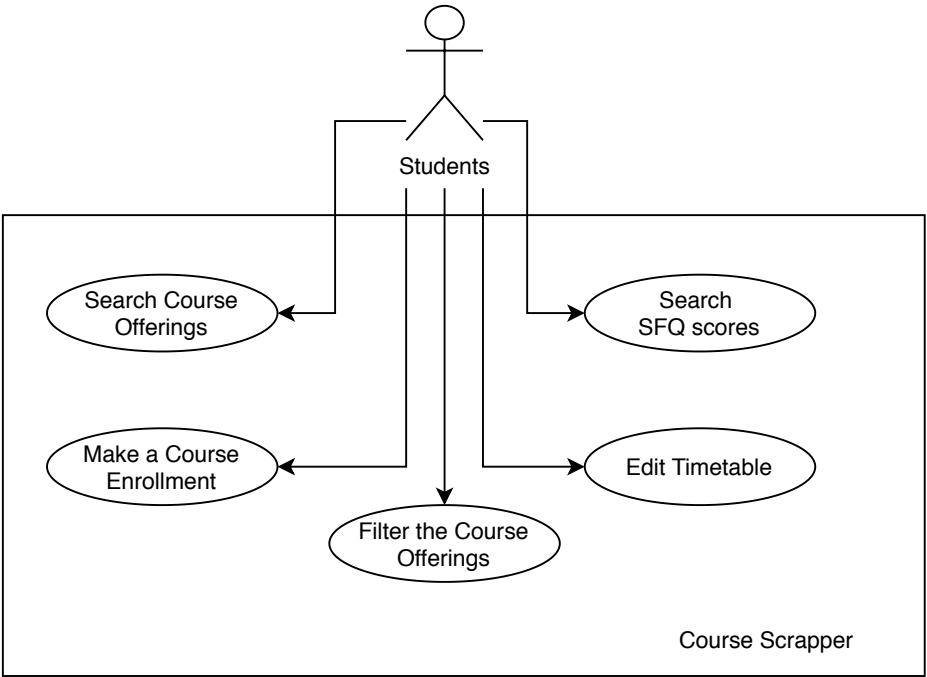 Students
Search Course
Offerings
Search
SFQ scores
Make a Course
Enrollment
Edit Timetable
Filter the Course
Offerings
Course Scrapper